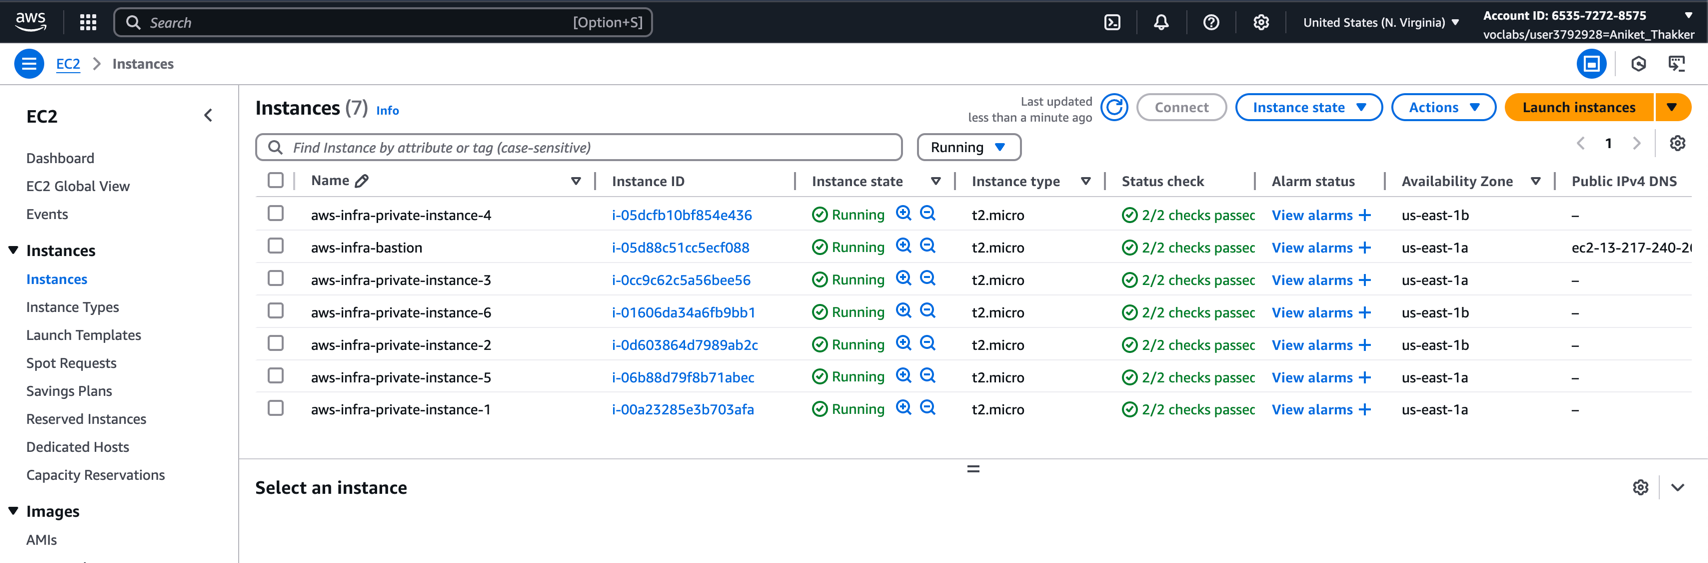 aws
Search
[Option+S]
United States (N. Virginia)
Account ID: 6535-7272-8575
voclabs/user3792928=Aniket_Thakker
EC2 > Instances
EC2
Dashboard
EC2 Global View
Events
Instances
Instances
Instance Types
Launch Templates
Spot Requests
Savings Plans
Reserved Instances
Dedicated Hosts
Capacity Reservations
Images
AMIs
Instances (7) Info
Last updated
less than a minute ago
Connect
Instance state
Actions
Launch instances
Find Instance by attribute or tag (case-sensitive)
Running
1
Name Instance ID Instance state Instance type Status check Alarm status Availability Zone Public IPv4 DNS
aws-infra-private-instance-4 i-05dcfb10bf854e436 Running t2.micro 2/2 checks passec View alarms + us-east-1b –
aws-infra-bastion i-05d88c51cc5ecf088 Running t2.micro 2/2 checks passec View alarms + us-east-1a ec2-13-217-240-20
aws-infra-private-instance-3 i-0cc9c62c5a56bee56 Running t2.micro 2/2 checks passec View alarms + us-east-1a –
aws-infra-private-instance-6 i-01606da34a6fb9bb1 Running t2.micro 2/2 checks passec View alarms + us-east-1b –
aws-infra-private-instance-2 i-0d603864d7989ab2c Running t2.micro 2/2 checks passec View alarms + us-east-1b –
aws-infra-private-instance-5 i-06b88d79f8b71abec Running t2.micro 2/2 checks passec View alarms + us-east-1a –
aws-infra-private-instance-1 i-00a23285e3b703afa Running t2.micro 2/2 checks passec View alarms + us-east-1a –
Select an instance